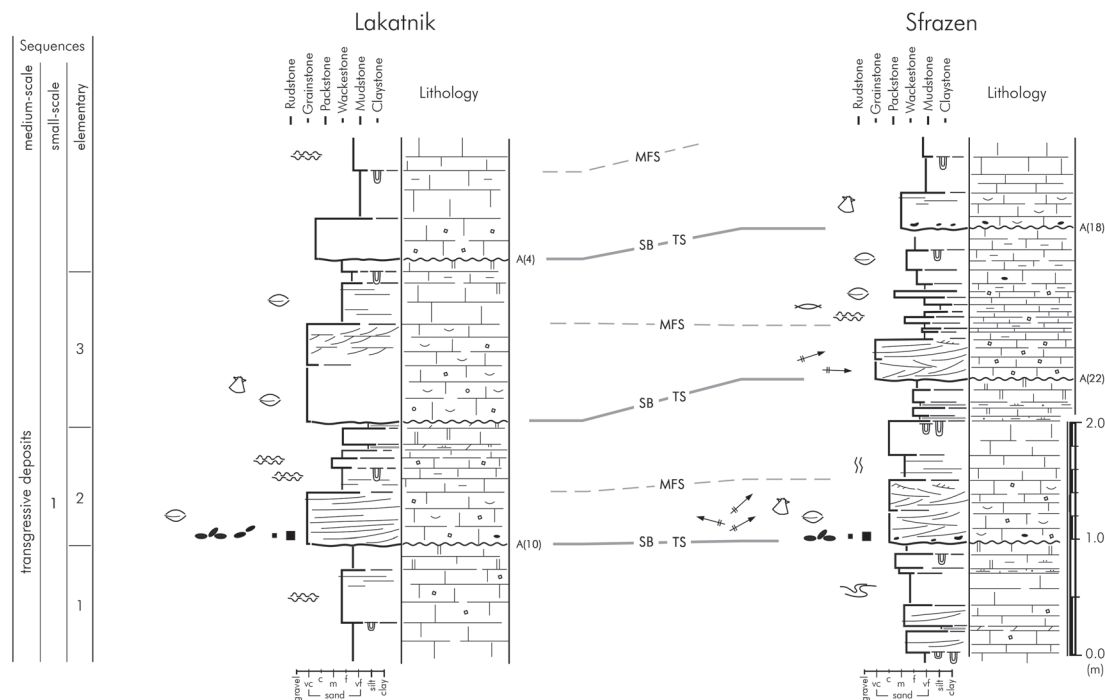 Lakatnik
Sfrazen
Sequences
medium-scale
small-scale
elementary
Rudstone
Grainstone
Packstone
Wackestone
Mudstone
Claystone
Lithology
Rudstone
Grainstone
Packstone
Wackestone
Mudstone
Claystone
Lithology
MFS
A(18)
SB TS
A(4)
MFS
3
A(22)
SB TS
2.0
transgressive deposits
1
2
MFS
A(10)
SB TS
1.0
1
0.0
(m)
gravel
vc
c
m
f
vf
silt
clay
sand
gravel
vc
c
m
f
vf
silt
clay
sand